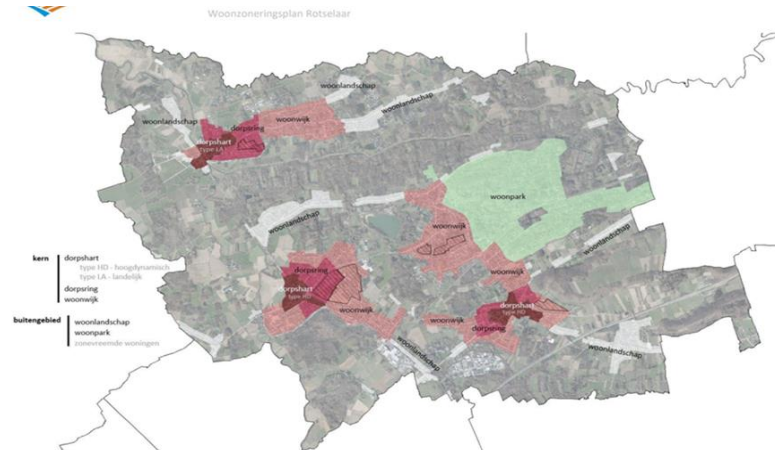 Woonzoneringsplan Rotselaar
woonlandschap
woonlandschap
woonlandschap
woonwijk
dorpsring
dorpshart
type LA
woonpark
woonlandschap
woonwijk
woonlandschap
woonwijk
dorpsring
dorpshart
type HD
woonwijk
woonwijk
dorpshart
type HD
dorpsring
woonlandschap
woonlandschap
kern
dorpshart
type HD - hoogdynamisch
type LA - landelijk
dorpsring
woonwijk
buitengebied
woonlandschap
woonpark
zonevreemde woningen